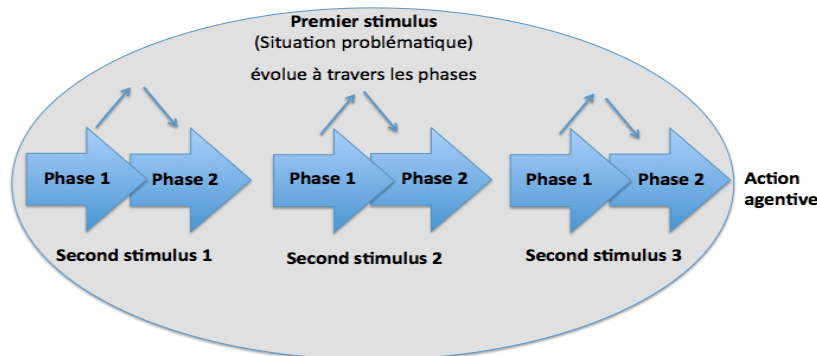 Premier stimulus
(Situation problématique)
évolue à travers les phases
Phase 1
Phase 2
Phase 1
Phase 2
Phase 1
Phase 2
Action
agentive
Second stimulus 1
Second stimulus 2
Second stimulus 3